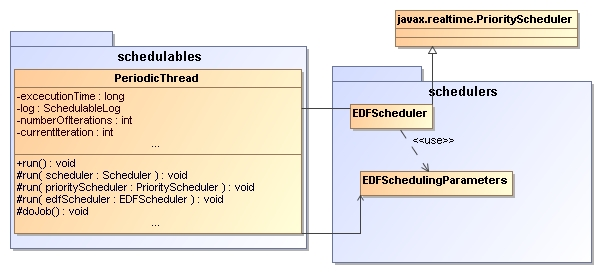 javax.realtime.PriorityScheduler
schedulables
PeriodicThread
-excecutionTime : long
-log : SchedulableLog
-numberOfIterations : int
-currentIteration : int
...
+run() : void
#run( scheduler : Scheduler ) : void
#run( priorityScheduler : PriorityScheduler ) : void
#run( edfScheduler : EDFScheduler ) : void
#doJob() : void
...
schedulers
EDFScheduler
<<use>>
EDFSchedulingParameters